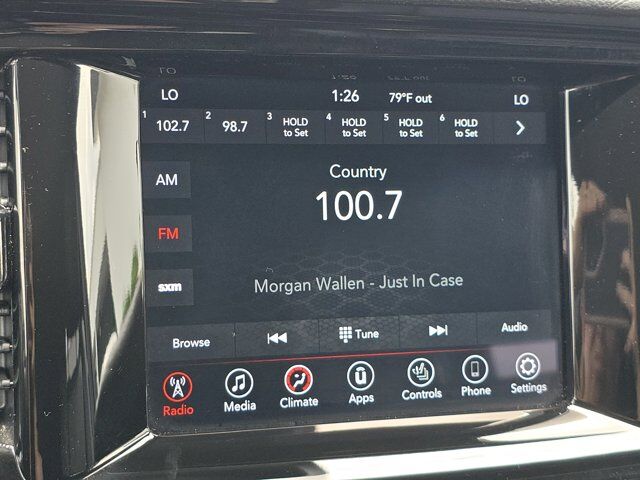 LO 1:26 79°F out LO
1 102.7 2 98.7 3 HOLD to Set 4 HOLD to Set 5 HOLD to Set 6 HOLD to Set
AM
Country
100.7
FM
sxm
Morgan Wallen - Just In Case
Browse Tune Audio
Radio Media Climate Apps Controls Phone Settings